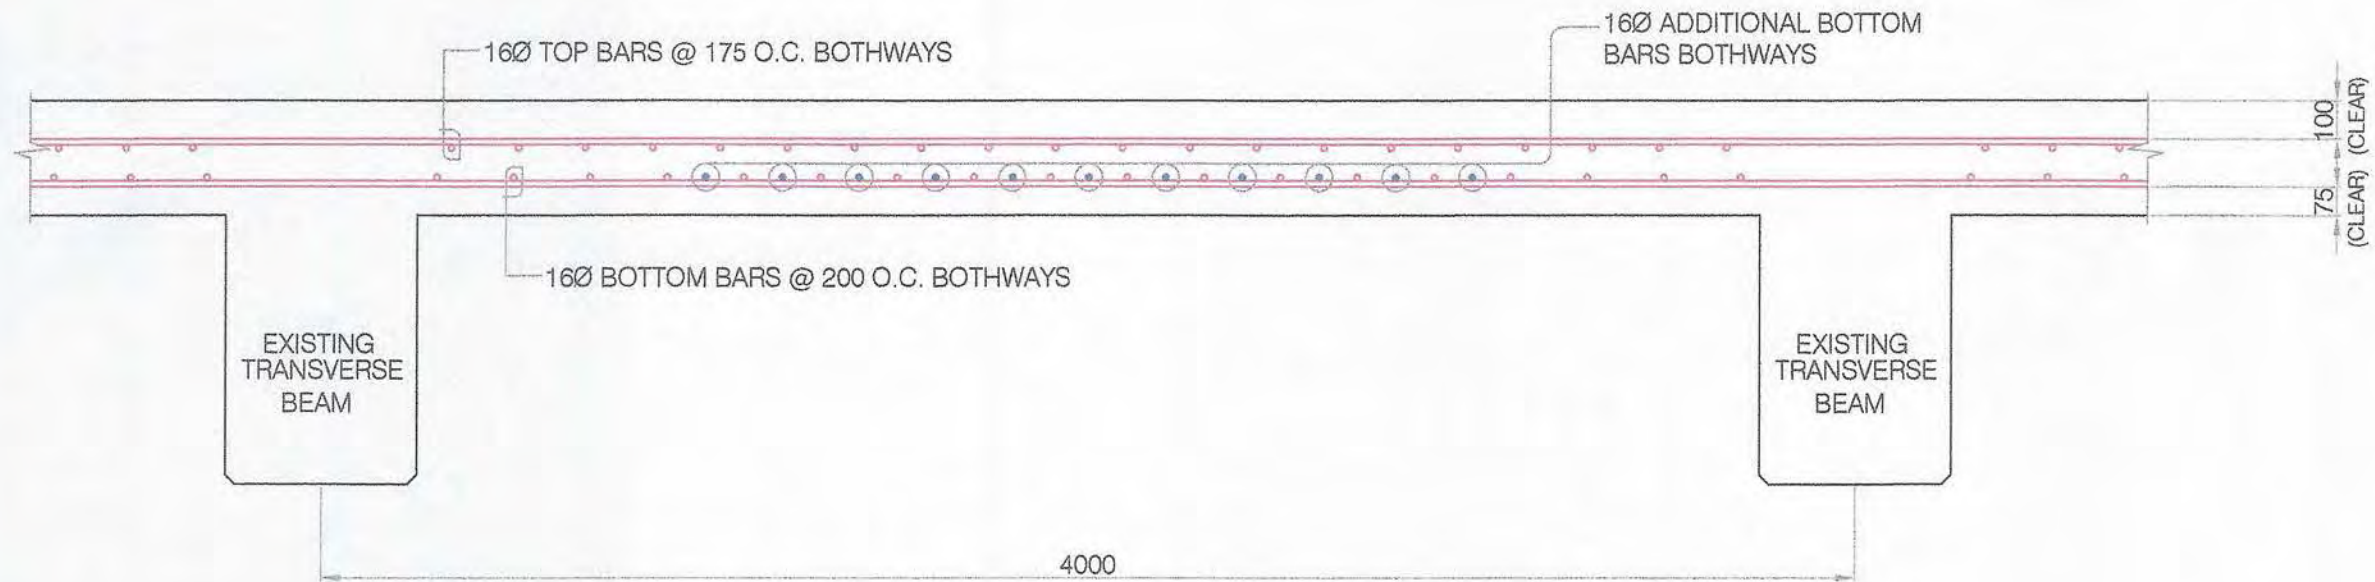 16Ø ADDITIONAL BOTTOM
BARS BOTHWAYS
16Ø TOP BARS @ 175 O.C. BOTHWAYS
100
(CLEAR)
75
(CLEAR)
16Ø BOTTOM BARS @ 200 O.C. BOTHWAYS
EXISTING
TRANSVERSE
BEAM
EXISTING
TRANSVERSE
BEAM
4000